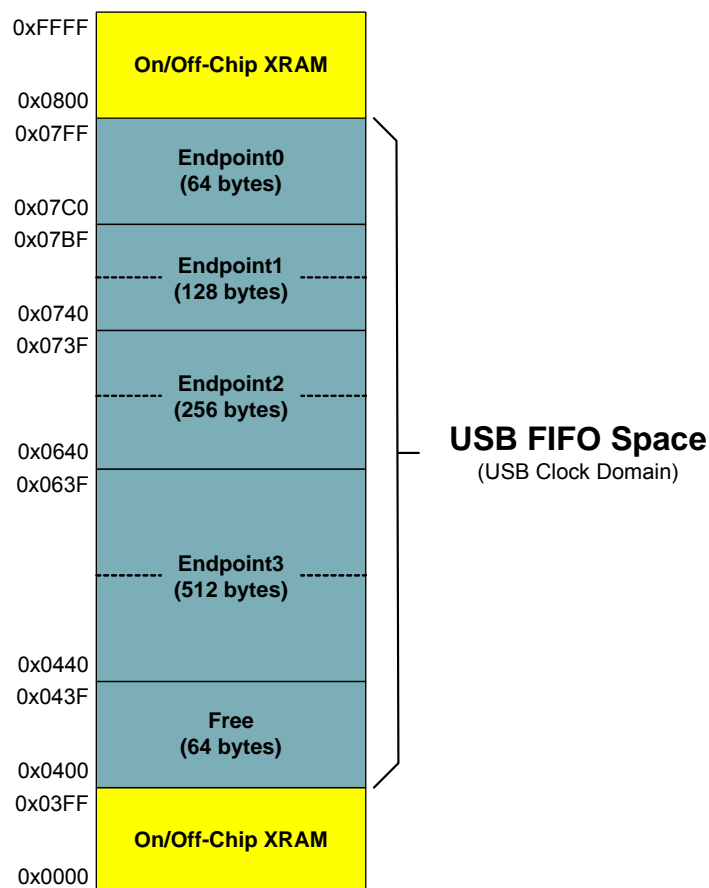 0xFFFF
On/Off-Chip XRAM
0x0800
0x07FF
Endpoint0
(64 bytes)
0x07C0
0x07BF
Endpoint1
(128 bytes)
0x0740
0x073F
Endpoint2
(256 bytes)
0x0640
0x063F
Endpoint3
(512 bytes)
0x0440
0x043F
Free
(64 bytes)
0x0400
0x03FF
On/Off-Chip XRAM
0x0000
USB FIFO Space
(USB Clock Domain)